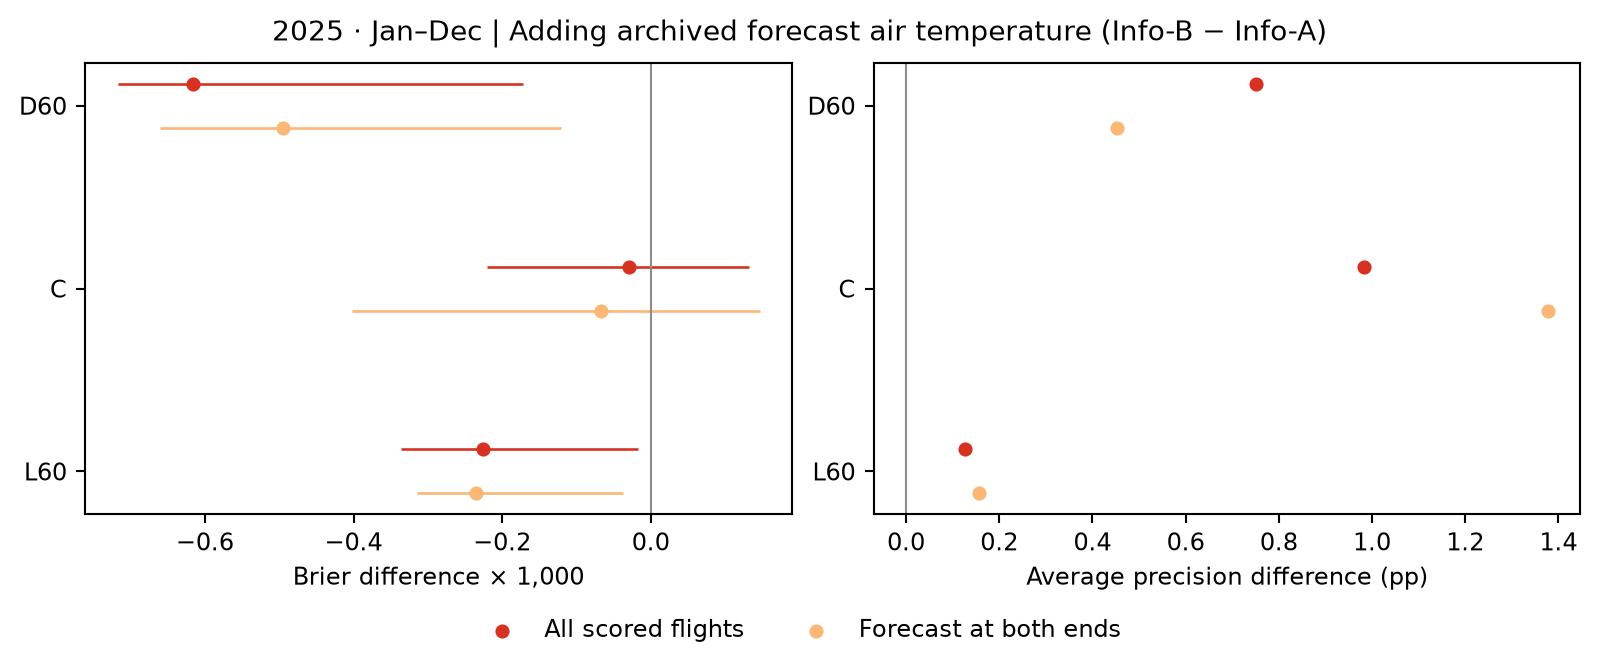 2025 · Jan–Dec | Adding archived forecast air temperature (Info-B − Info-A)
D60
C
L60
−0.6 −0.4 −0.2 0.0
Brier difference × 1,000
D60
C
L60
0.0 0.2 0.4 0.6 0.8 1.0 1.2 1.4
Average precision difference (pp)
All scored flights Forecast at both ends